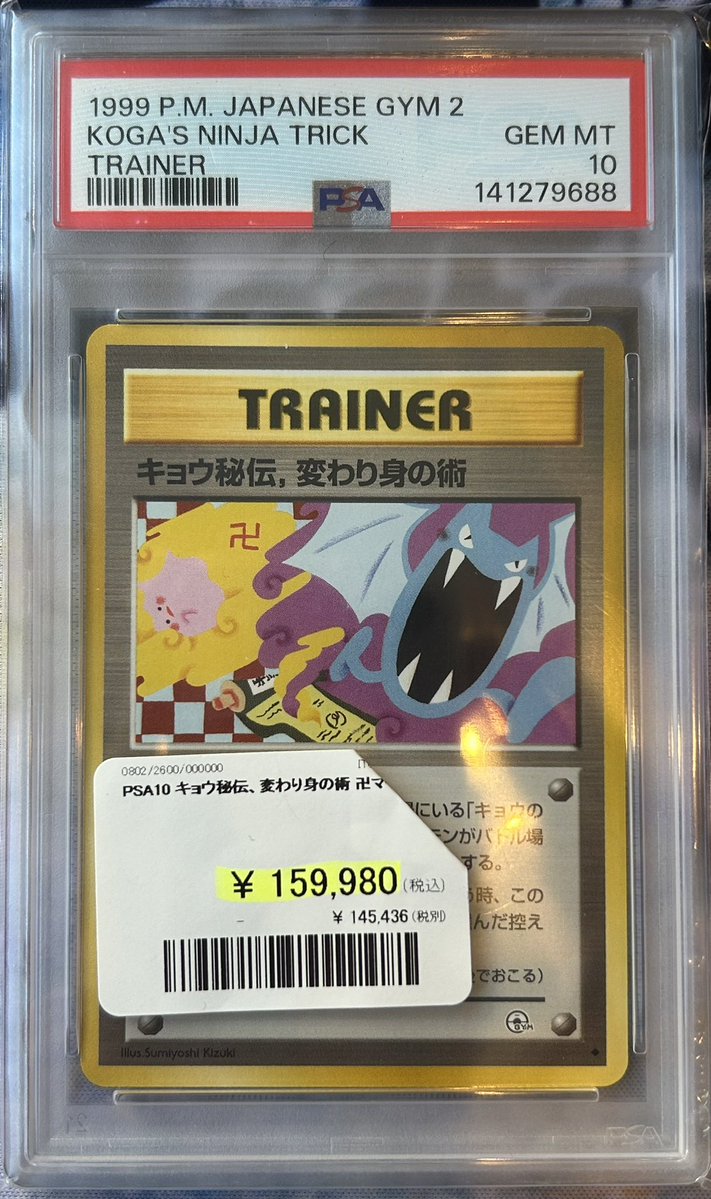 1999 P.M. JAPANESE GYM 2
KOGA'S NINJA TRICK GEM MT
TRAINER 10
PSA 141279688
TRAINER
キョウ秘伝, 変わり身の術
卍
0802/2600/000000
PSA10 キョウ秘伝、変わり身の術 卍マ
¥ 159,980(税込)
¥ 145,436(税別)
にいる「キョウの
モンがバトル場
する。
時、この
んだ控え
でおこる)
GYM
Illus.Sumiyoshi Kizuki
PSA